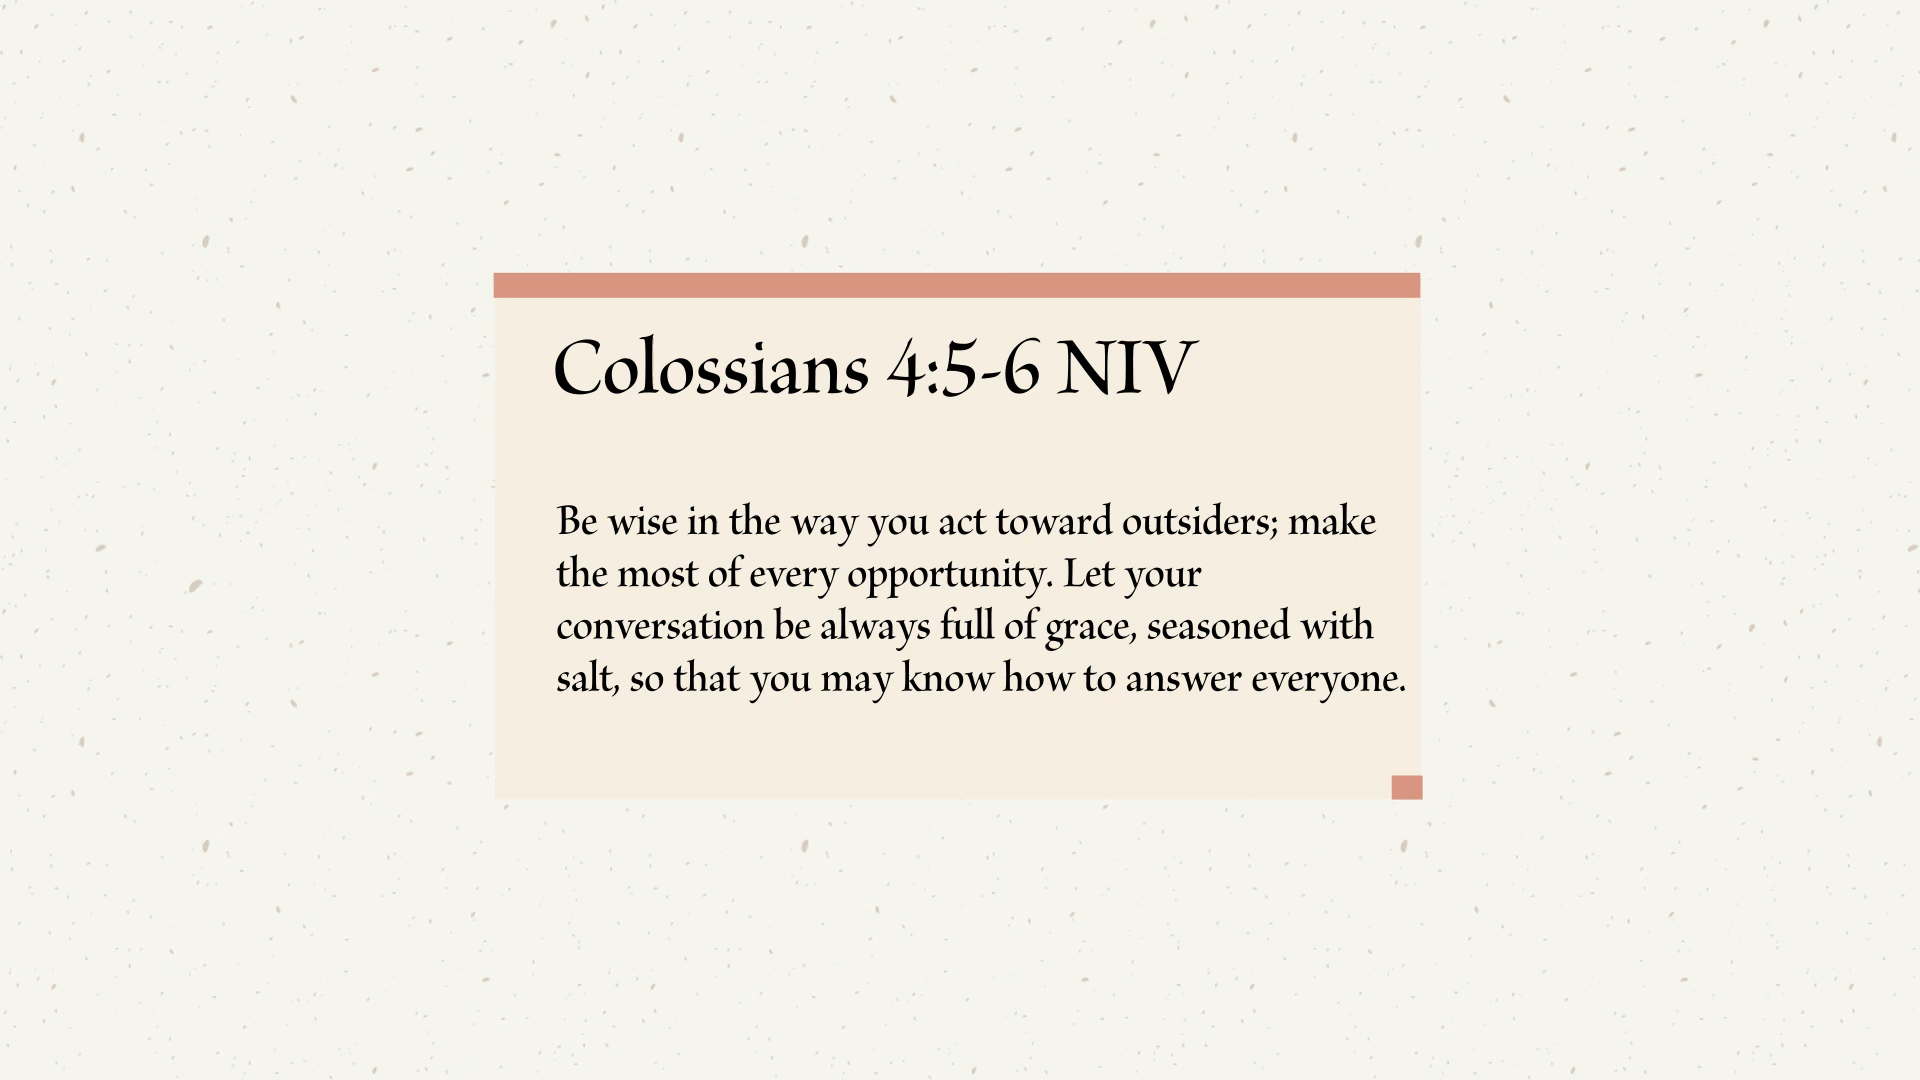 Colossians 4:5-6 NIV
Be wise in the way you act toward outsiders; make
the most of every opportunity. Let your
conversation be always full of grace, seasoned with
salt, so that you may know how to answer everyone.